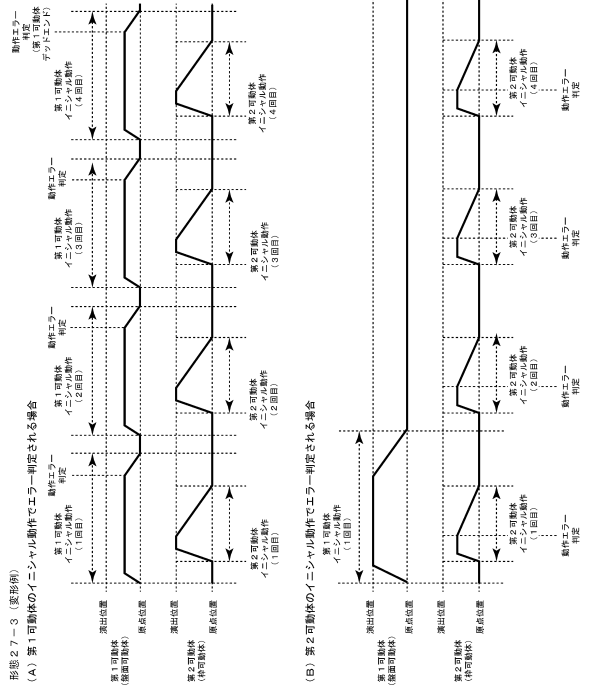 形態２７－３（変形例）
（Ａ）第１可動体のイニシャル動作でエラー判定される場合
動作エラー
判定
動作エラー
判定
動作エラー
判定
動作エラー
判定
（第１可動体
デッドエンド）
第１可動体
イニシャル動作
（１回目）
第１可動体
イニシャル動作
（２回目）
第１可動体
イニシャル動作
（３回目）
第１可動体
イニシャル動作
（４回目）
演出位置
第１可動体
（盤面可動体）
原点位置
演出位置
第２可動体
（枠可動体）
原点位置
第２可動体
イニシャル動作
（１回目）
第２可動体
イニシャル動作
（２回目）
第２可動体
イニシャル動作
（３回目）
第２可動体
イニシャル動作
（４回目）
（Ｂ）第２可動体のイニシャル動作でエラー判定される場合
第１可動体
イニシャル動作
（１回目）
演出位置
第１可動体
（盤面可動体）
原点位置
演出位置
第２可動体
（枠可動体）
原点位置
第２可動体
イニシャル動作
（１回目）
第２可動体
イニシャル動作
（２回目）
第２可動体
イニシャル動作
（３回目）
第２可動体
イニシャル動作
（４回目）
動作エラー
判定
動作エラー
判定
動作エラー
判定
動作エラー
判定